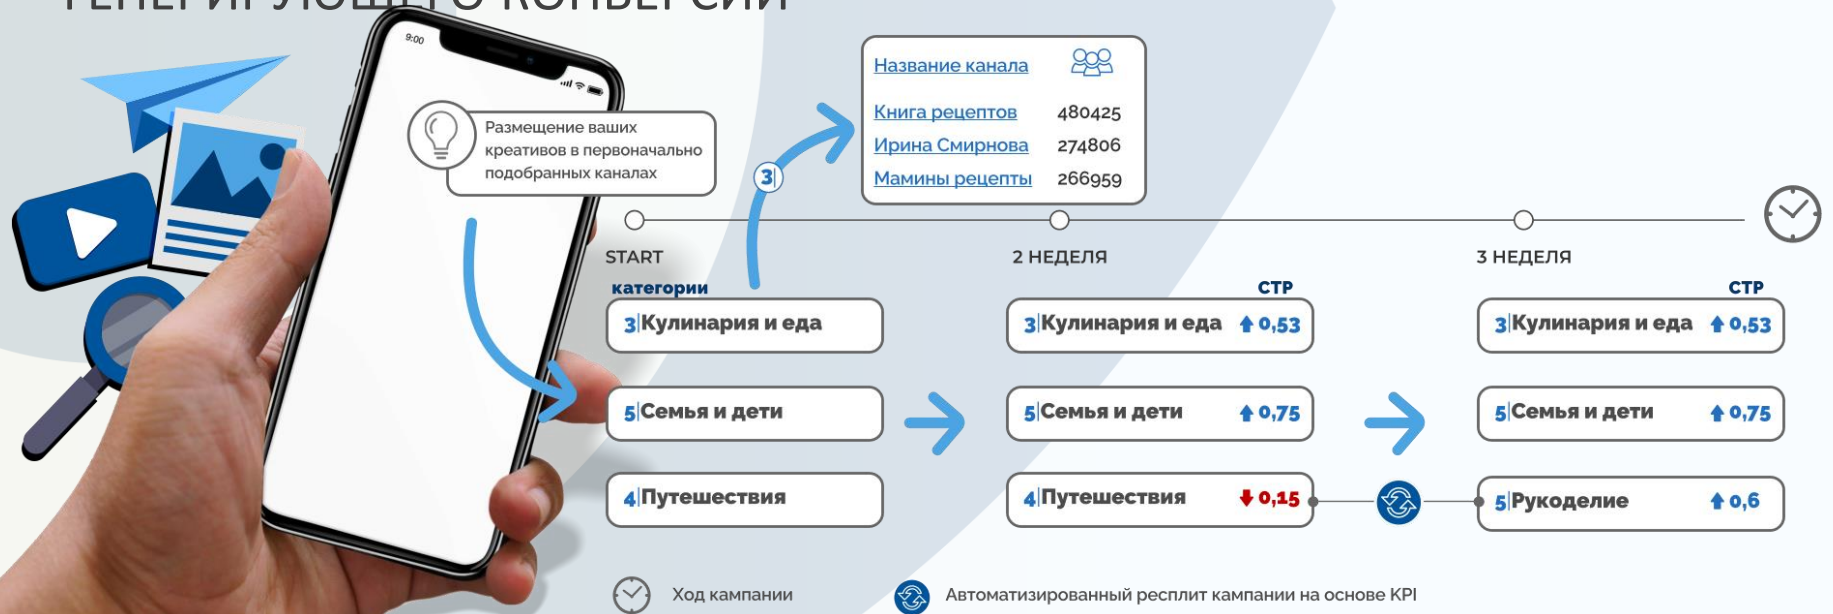 ГЕНЕРИРУЮЩЕГО КОНВЕРСИИ
9:00
Размещение ваших
креативов в первоначально
подобранных каналах
3|
Название канала
Книга рецептов 480425
Ирина Смирнова 274806
Мамины рецепты 266959
START
2 НЕДЕЛЯ
3 НЕДЕЛЯ
категории
CTP
CTP
3|Кулинария и еда
3|Кулинария и еда 0,53
3|Кулинария и еда 0,53
5|Семья и дети
5|Семья и дети 0,75
5|Семья и дети 0,75
4|Путешествия
4|Путешествия 0,15
5|Рукоделие 0,6
Ход кампании
Автоматизированный респлит кампании на основе KPI